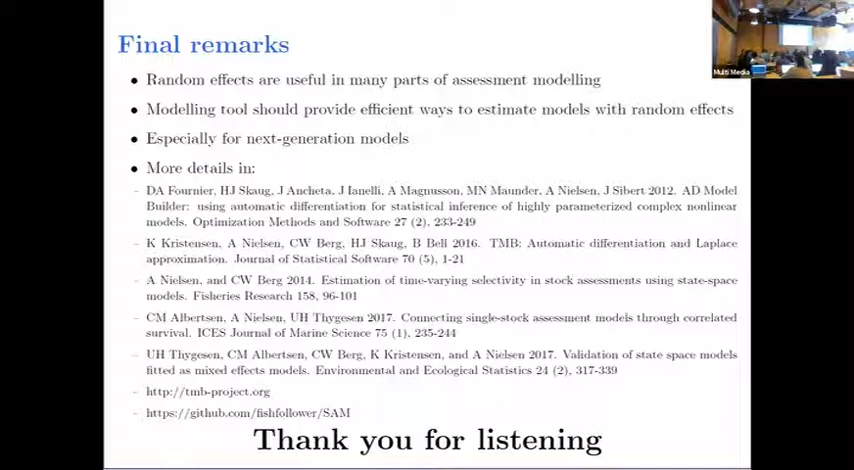 Final remarks
• Random effects are useful in many parts of assessment modelling
• Modelling tool should provide efficient ways to estimate models with random effects
• Especially for next-generation models
• More details in:
– DA Fournier, HJ Skaug, J Ancheta, J Ianelli, A Magnusson, MN Maunder, A Nielsen, J Sibert 2012. AD Model
Builder: using automatic differentiation for statistical inference of highly parameterized complex nonlinear
models. Optimization Methods and Software 27 (2), 233-249
– K Kristensen, A Nielsen, CW Berg, HJ Skaug, B Bell 2016. TMB: Automatic differentiation and Laplace
approximation. Journal of Statistical Software 70 (5), 1-21
– A Nielsen, and CW Berg 2014. Estimation of time-varying selectivity in stock assessments using state-space
models. Fisheries Research 158, 96-101
– CM Albertsen, A Nielsen, UH Thygesen 2017. Connecting single-stock assessment models through correlated
survival. ICES Journal of Marine Science 75 (1), 235-244
– UH Thygesen, CM Albertsen, CW Berg, K Kristensen, and A Nielsen 2017. Validation of state space models
fitted as mixed effects models. Environmental and Ecological Statistics 24 (2), 317-339
– http://tmb-project.org
– https://github.com/fishfollower/SAM
Thank you for listening
Multi Media